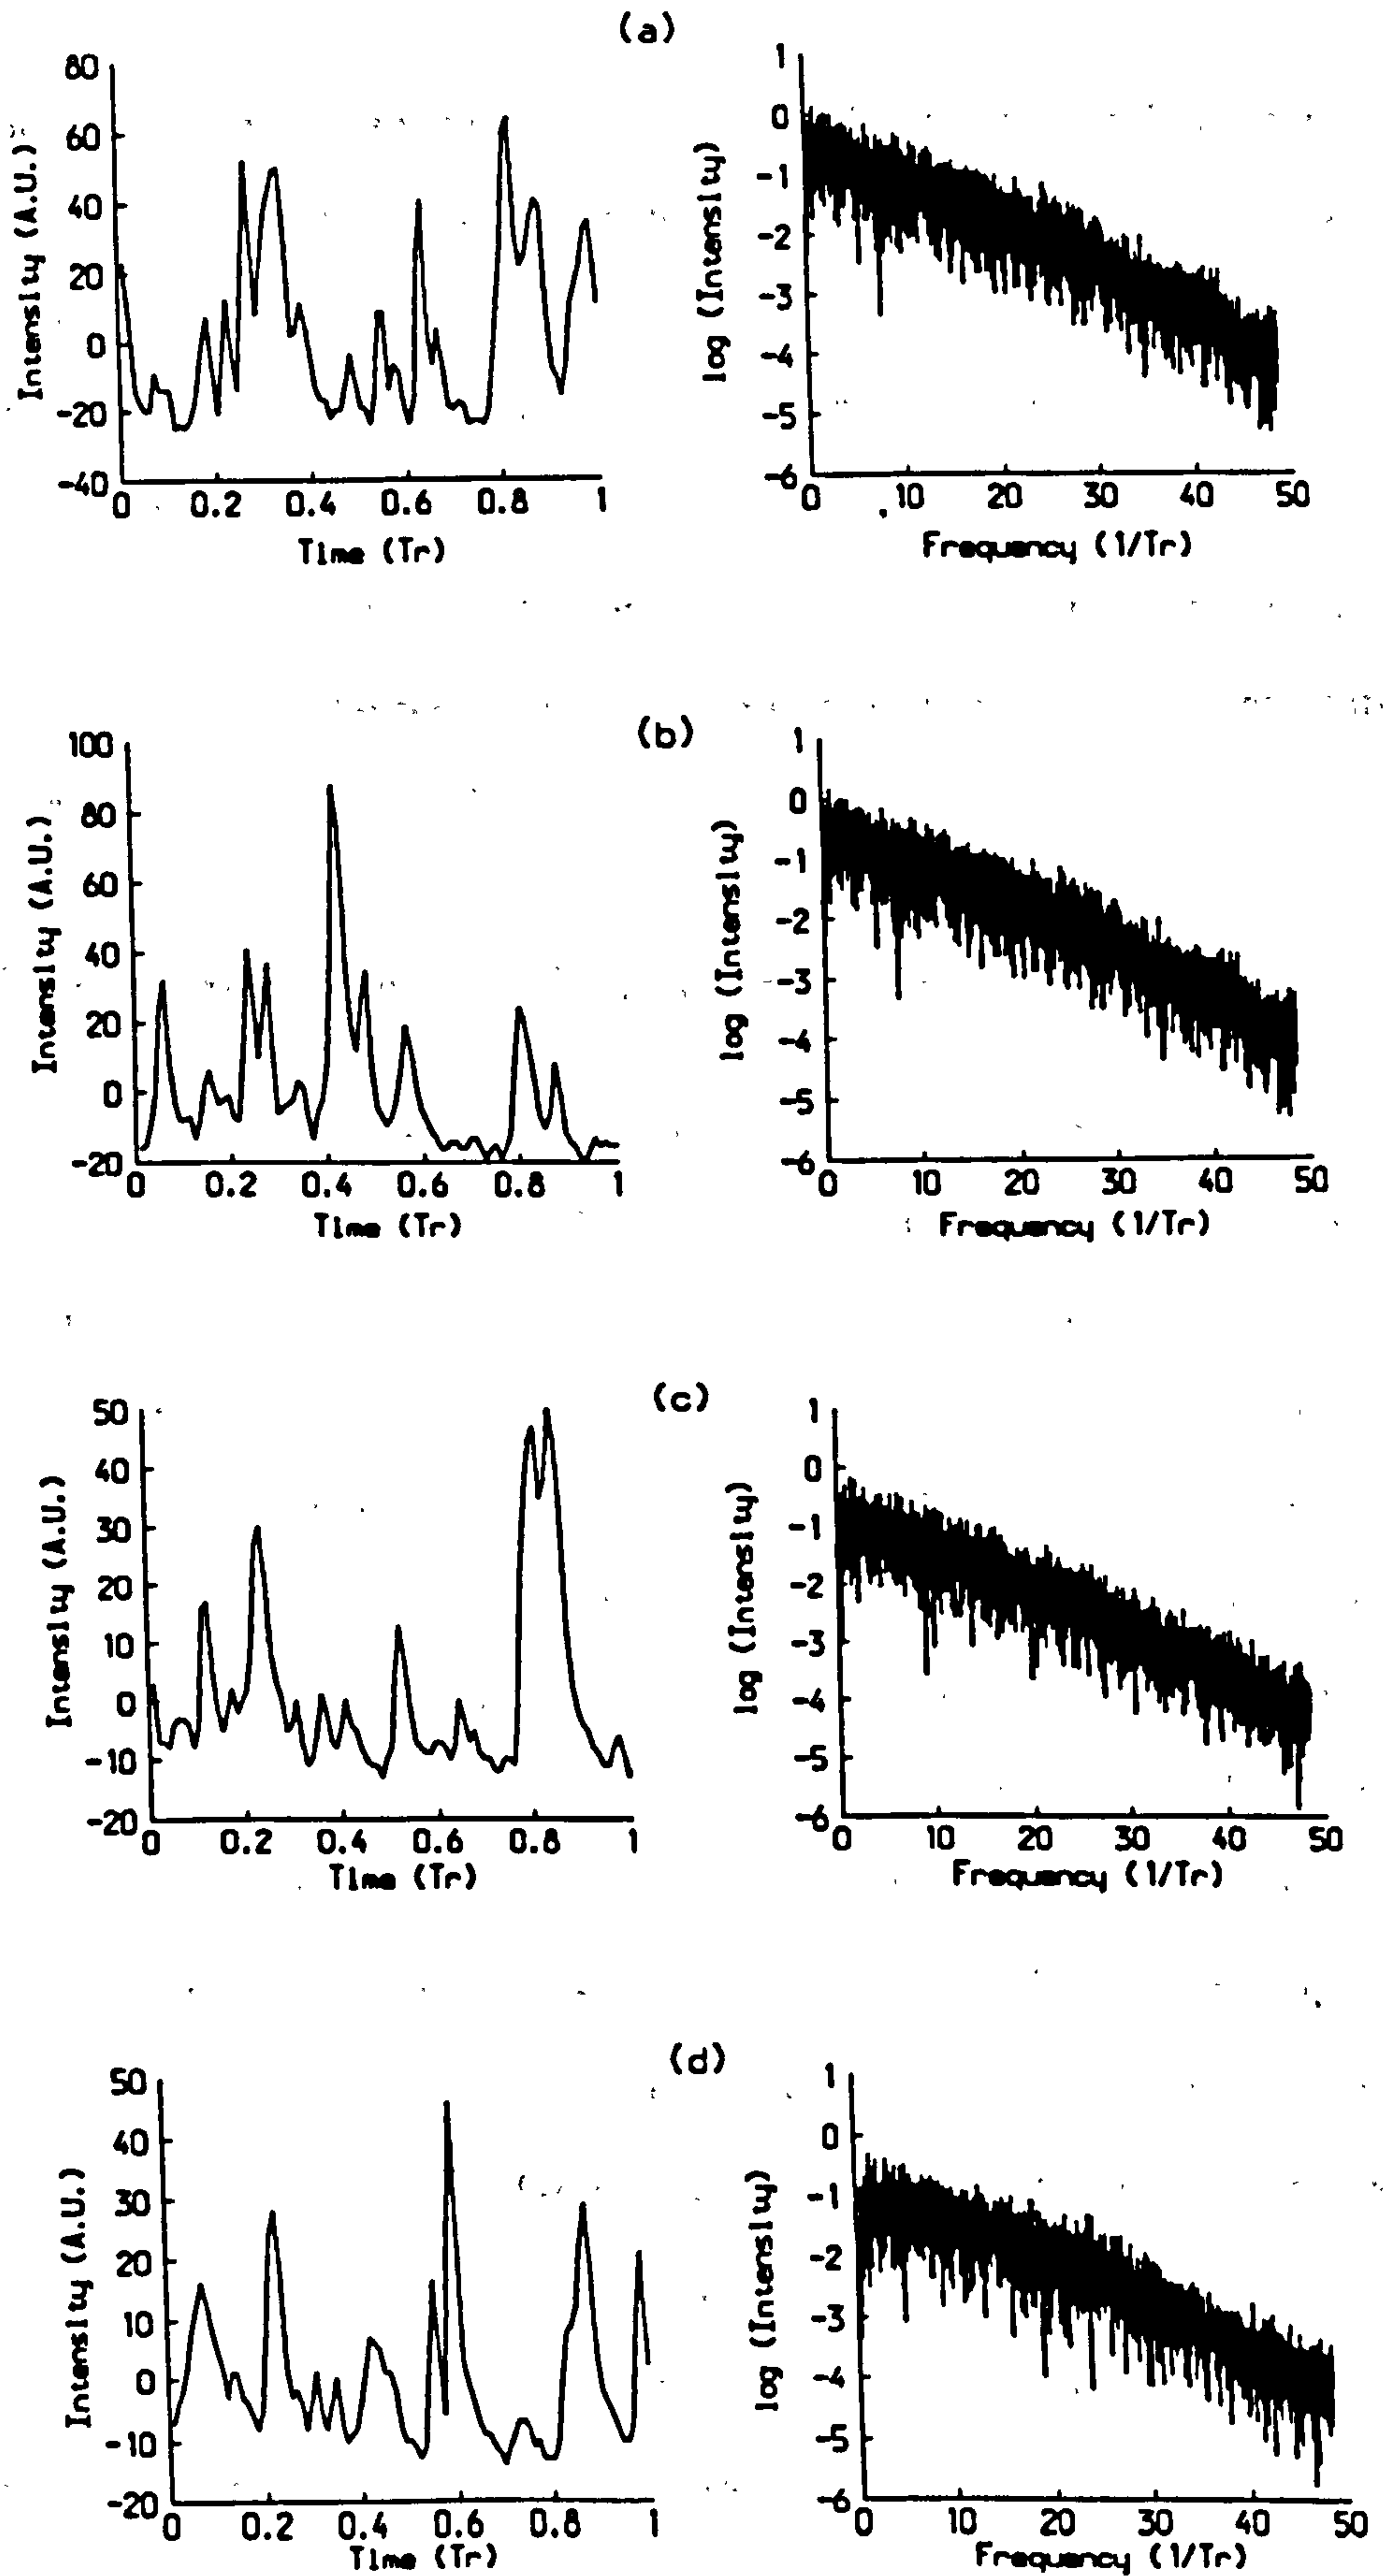 (a)
80
60
40
20
0
-20
-40
Intensity (A.U.)
0 0.2 0.4 0.6 0.8 1
Time (Tr)
1
0
-1
-2
-3
-4
-5
-6
log (Intensity)
0 10 20 30 40 50
Frequency (1/Tr)
(b)
100
80
60
40
20
0
-20
Intensity (A.U.)
0 0.2 0.4 0.6 0.8 1
Time (Tr)
1
0
-1
-2
-3
-4
-5
-6
log (Intensity)
0 10 20 30 40 50
Frequency (1/Tr)
(c)
50
40
30
20
10
0
-10
-20
Intensity (A.U.)
0 0.2 0.4 0.6 0.8 1
Time (Tr)
1
0
-1
-2
-3
-4
-5
-6
log (Intensity)
0 10 20 30 40 50
Frequency (1/Tr)
(d)
50
40
30
20
10
0
-10
-20
Intensity (A.U.)
0 0.2 0.4 0.6 0.8 1
Time (Tr)
1
0
-1
-2
-3
-4
-5
-6
log (Intensity)
0 10 20 30 40 50
Frequency (1/Tr)